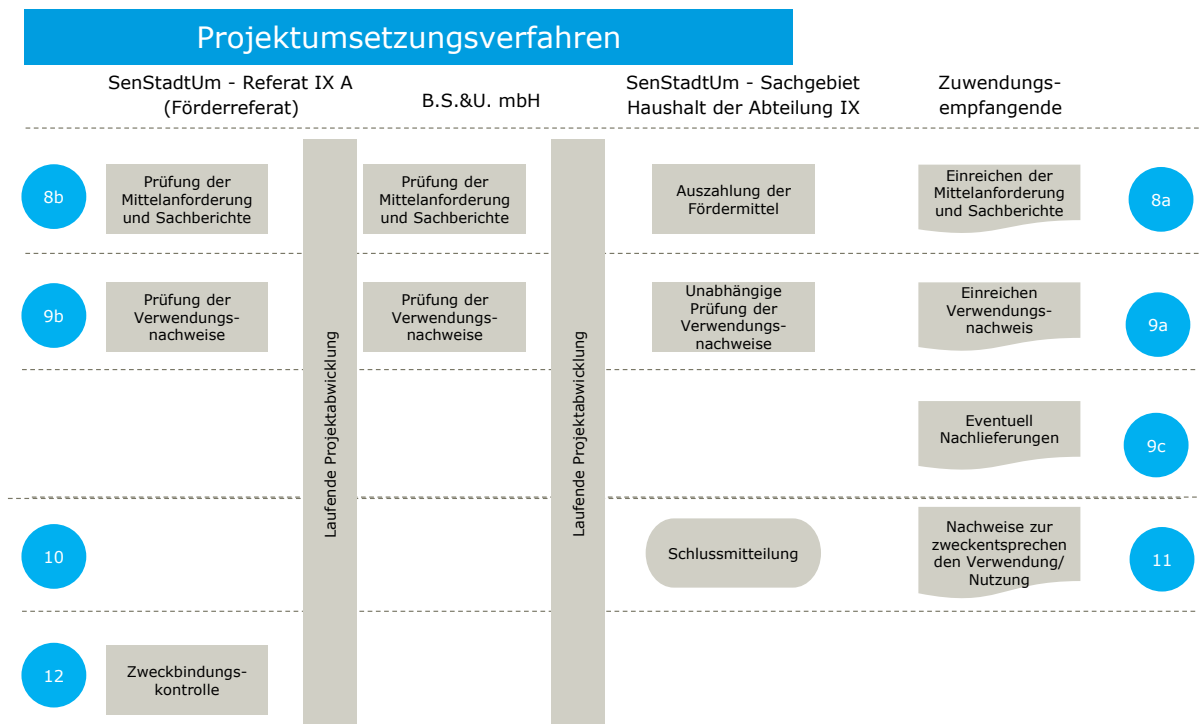 Projektumsetzungsverfahren
SenStadtUm - Referat IX A
(Förderreferat)
B.S.&U. mbH
SenStadtUm - Sachgebiet
Haushalt der Abteilung IX
Zuwendungs-
empfangende
8b
Prüfung der
Mittelanforderung
und Sachberichte
Prüfung der
Mittelanforderung
und Sachberichte
Auszahlung der
Fördermittel
Einreichen der
Mittelanforderung
und Sachberichte
8a
9b
Prüfung der
Verwendungs-
nachweise
Prüfung der
Verwendungs-
nachweise
Unabhängige
Prüfung der
Verwendungs-
nachweise
Einreichen
Verwendungs-
nachweis
9a
Laufende Projektabwicklung
Laufende Projektabwicklung
Eventuell
Nachlieferungen
9c
10
Schlussmitteilung
Nachweise zur
zweckentsprechen
den Verwendung/
Nutzung
11
12
Zweckbindungs-
kontrolle